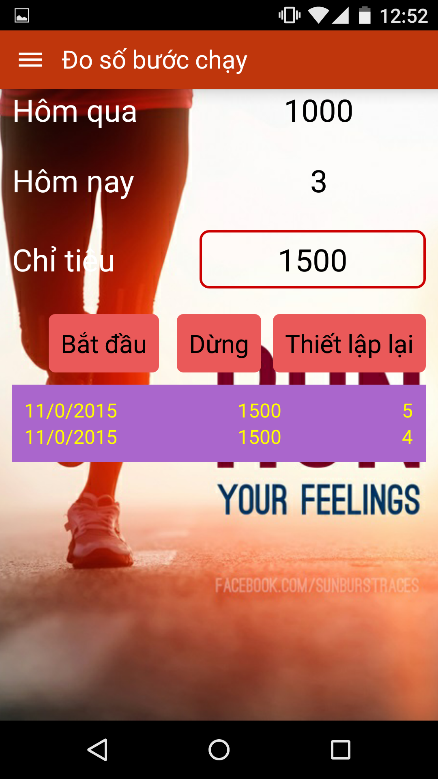 12:52
Đo số bước chạy
Hôm qua 1000
Hôm nay 3
Chỉ tiêu 1500
Bắt đầu Dừng Thiết lập lại
RUN
11/0/2015 1500 5
11/0/2015 1500 4
YOUR FEELINGS
FACEBOOK.COM/SUNBURSTRACES